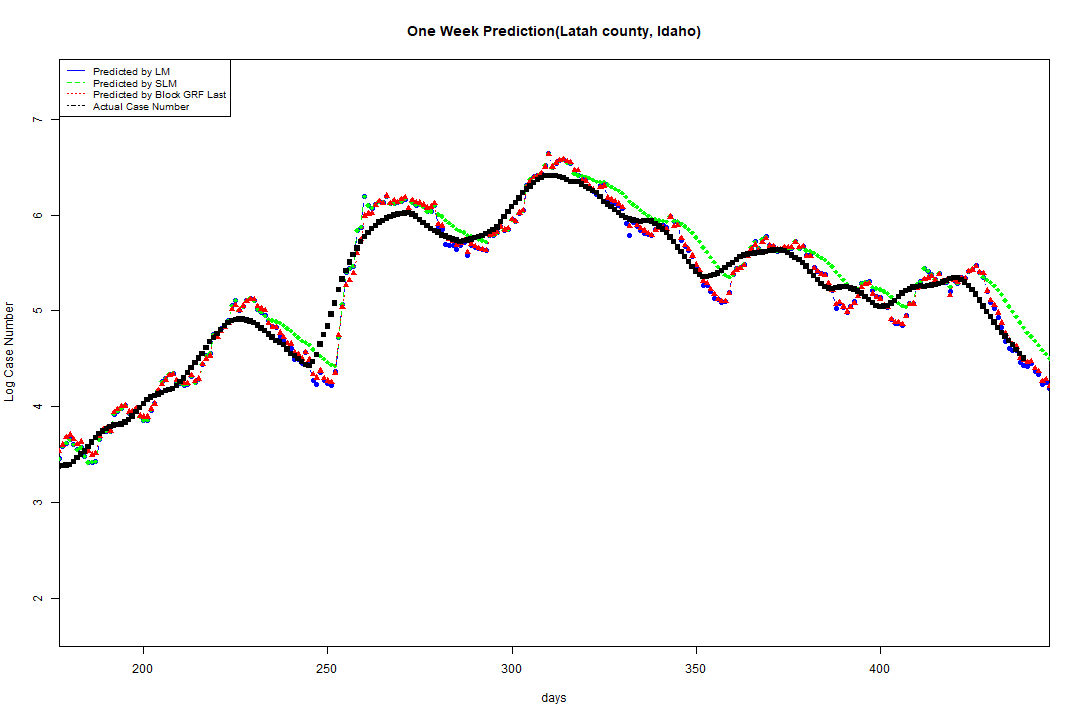 One Week Prediction(Latah county, Idaho)
Predicted by LM
Predicted by SLM
Predicted by Block GRF Last
Actual Case Number
7
6
5
4
3
2
Log Case Number
200 250 300 350 400
days